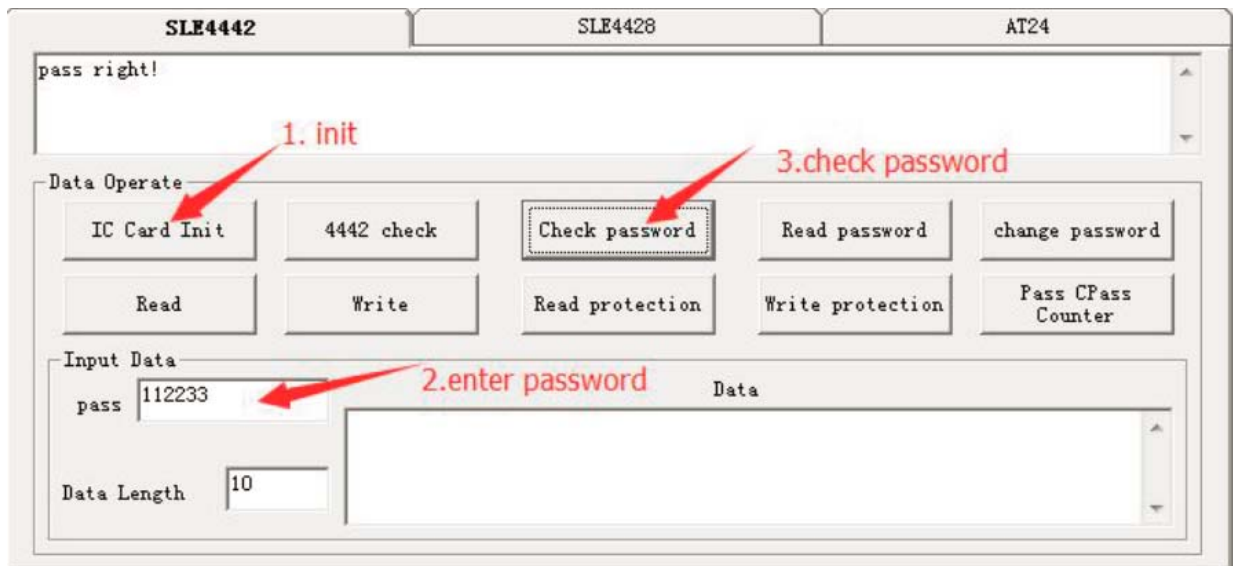 SLE4442 SLE4428 AT24
pass right!
1. init
3.check password
Data Operate
IC Card Init 4442 check Check password Read password change password
Read Write Read protection Write protection Pass CPass
Counter
Input Data
pass 112233 2.enter password Data
Data Length 10